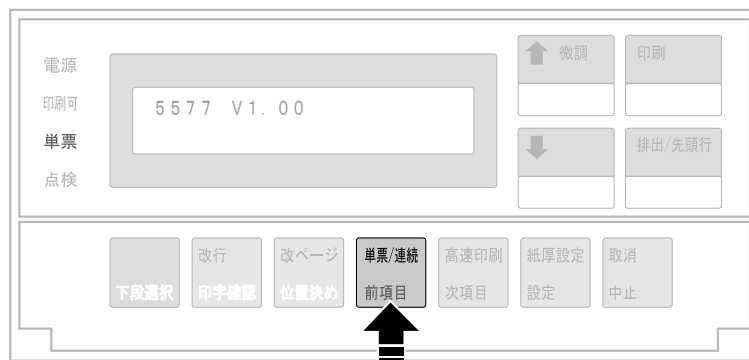 電源
印刷可
単票
点検
5577 V1.00
微調
印刷
排出/先頭行
下段選択
改行
印字確認
改ページ
位置決め
単票/連続
前項目
高速印刷
次項目
紙厚設定
設定
取消
中止